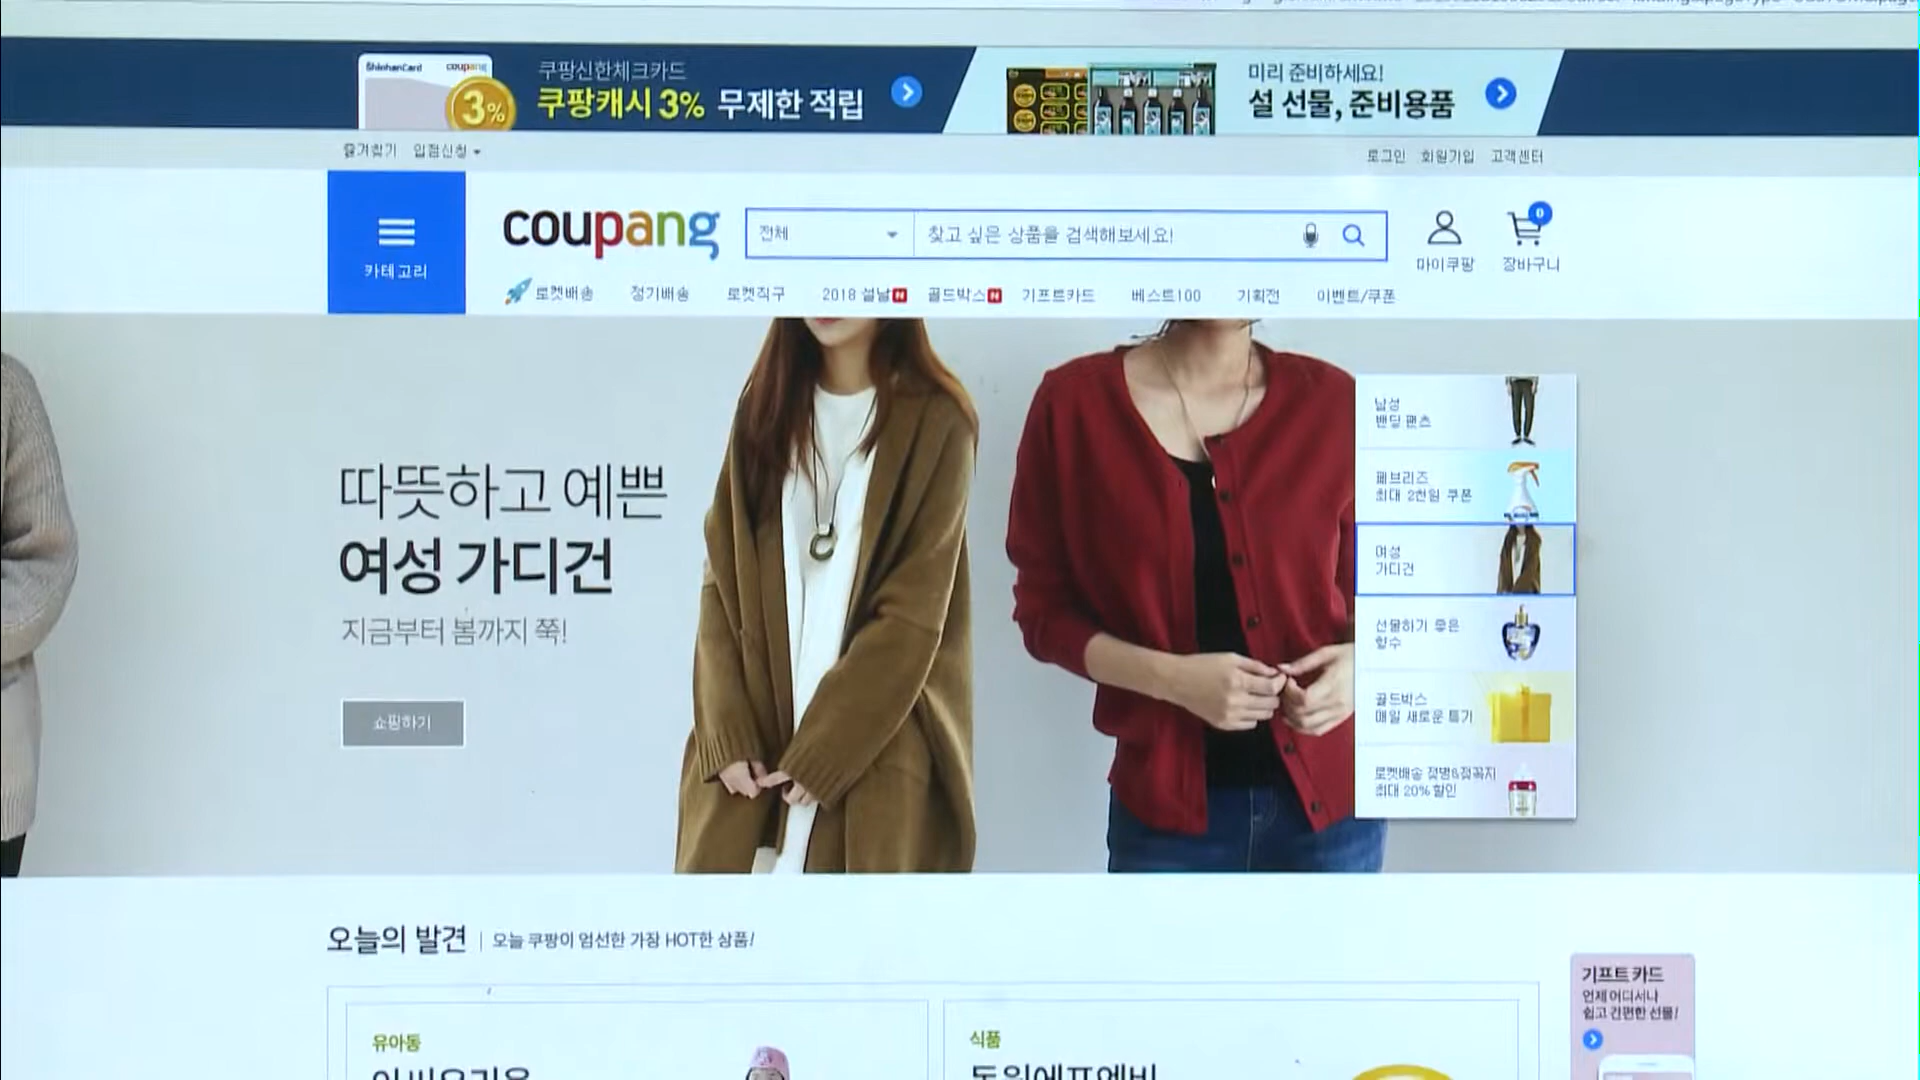 ShinhanCard coupang
3%
쿠팡신한체크카드
쿠팡캐시 3% 무제한 적립
미리 준비하세요!
설 선물, 준비용품
즐겨찾기 입점신청
로그인 회원가입 고객센터
카테고리
coupang
전체
찾고 싶은 상품을 검색해보세요!
마이쿠팡
0
장바구니
로켓배송 정기배송 로켓직구 2018 설날 N 골드박스 N 기프트카드 베스트100 기획전 이벤트/쿠폰
따뜻하고 예쁜
여성 가디건
지금부터 봄까지 쭉!
쇼핑하기
남성
밴딩 팬츠
페브리즈
최대 2천원 쿠폰
여성
가디건
선물하기 좋은
향수
골드박스
매일 새로운 특가
로켓배송 젖병&젖꼭지
최대 20% 할인
오늘의 발견
오늘 쿠팡이 엄선한 가장 HOT한 상품!
유아동
식품
기프트카드
언제 어디서나
쉽고 간편한 선물!